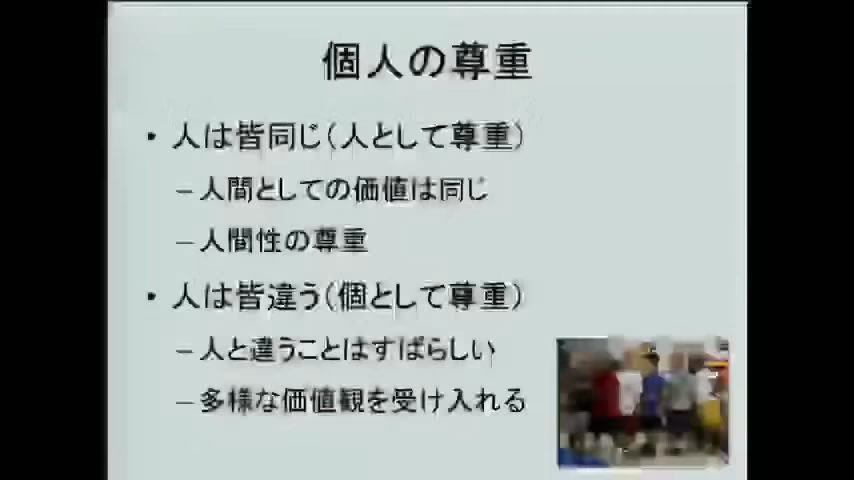 個人の尊重
• 人は皆同じ(人として尊重)
– 人間としての価値は同じ
– 人間性の尊重
• 人は皆違う(個として尊重)
– 人と違うことはすばらしい
– 多様な価値観を受け入れる